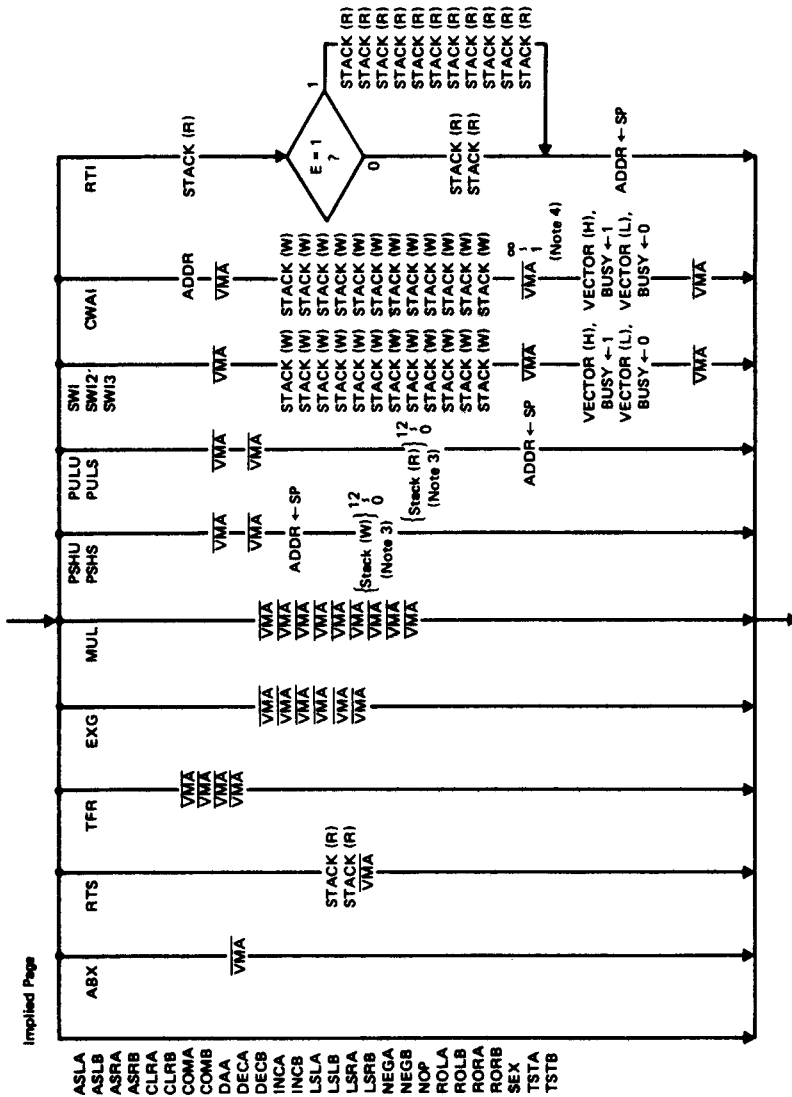 Implied Page
ASLA
ASLB
ASRA
ASRB
CLRA
CLRB
COMA
COMB
DAA
DECA
DECB
INCA
INCB
LSLA
LSLB
LSRA
LSRB
NEGA
NEGB
NOP
ROLA
ROLB
RORA
RORB
SEX
TSTA
TSTB
ABX
VMA
RTS
STACK (R)
STACK (R)
VMA
TFR
VMA
VMA
VMA
VMA
EXG
VMA
VMA
VMA
VMA
VMA
VMA
MUL
VMA
VMA
VMA
VMA
VMA
VMA
VMA
VMA
VMA
PSHU
PSHS
VMA
VMA
ADDR ← SP
{Stack (W)} 12 ⌇ 0
(Note 3)
PULU
PULS
VMA
VMA
{Stack (R)} 12 ⌇ 0
(Note 3)
ADDR ← SP
SWI
SWI2
SWI3
VMA
STACK (W)
STACK (W)
STACK (W)
STACK (W)
STACK (W)
STACK (W)
STACK (W)
STACK (W)
STACK (W)
STACK (W)
STACK (W)
STACK (W)
VMA
VECTOR (H),
BUSY ← 1
VECTOR (L),
BUSY ← 0
VMA
CWAI
ADDR
VMA
STACK (W)
STACK (W)
STACK (W)
STACK (W)
STACK (W)
STACK (W)
STACK (W)
STACK (W)
STACK (W)
STACK (W)
STACK (W)
STACK (W)
VMA ∞ ⌇ 1
(Note 4)
VECTOR (H),
BUSY ← 1
VECTOR (L),
BUSY ← 0
VMA
RTI
STACK (R)
E = 1
?
0
1
STACK (R)
STACK (R)
STACK (R)
STACK (R)
STACK (R)
STACK (R)
STACK (R)
STACK (R)
STACK (R)
STACK (R)
STACK (R)
STACK (R)
STACK (R)
ADDR ← SP